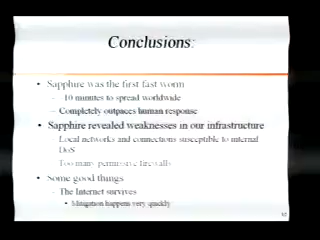 Conclusions:
• Sapphire was the first fast worm
– 10 minutes to spread worldwide
– Completely outpaces human response
• Sapphire revealed weaknesses in our infrastructure
Local networks and connections susceptible to internal
DoS
Too many permissive firewalls
• Some good things
– The Internet survives
• Mitigation happens very quickly